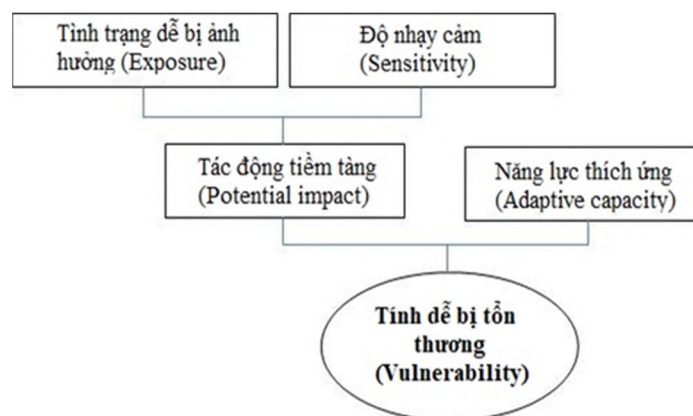 Tình trạng dễ bị ảnh
hưởng (Exposure)
Độ nhạy cảm
(Sensitivity)
Tác động tiềm tàng
(Potential impact)
Năng lực thích ứng
(Adaptive capacity)
Tính dễ bị tổn
thương
(Vulnerability)